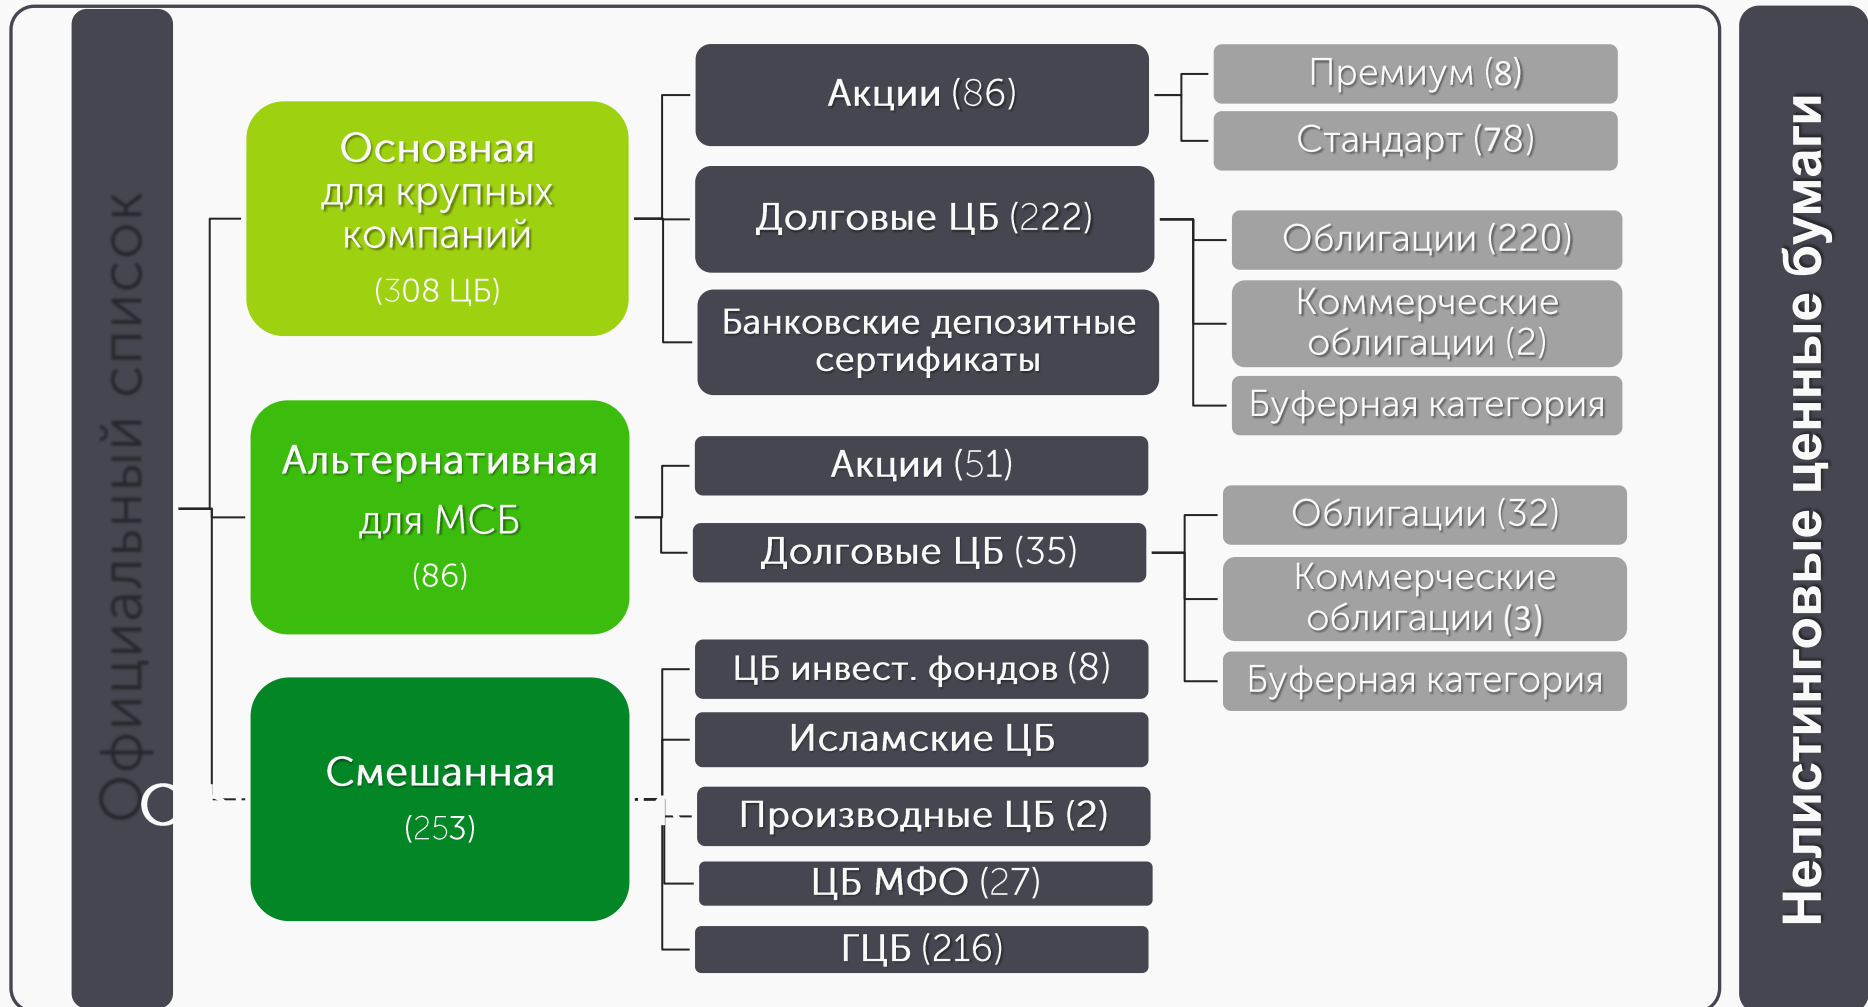 Официальный список
О
Основная
для крупных
компаний
(308 ЦБ)
Акции (86)
Премиум (8)
Стандарт (78)
Долговые ЦБ (222)
Облигации (220)
Коммерческие
облигации (2)
Буферная категория
Банковские депозитные
сертификаты
Альтернативная
для МСБ
(86)
Акции (51)
Долговые ЦБ (35)
Облигации (32)
Коммерческие
облигации (3)
Буферная категория
Смешанная
(253)
ЦБ инвест. фондов (8)
Исламские ЦБ
Производные ЦБ (2)
ЦБ МФО (27)
ГЦБ (216)
Нелистинговые ценные бумаги